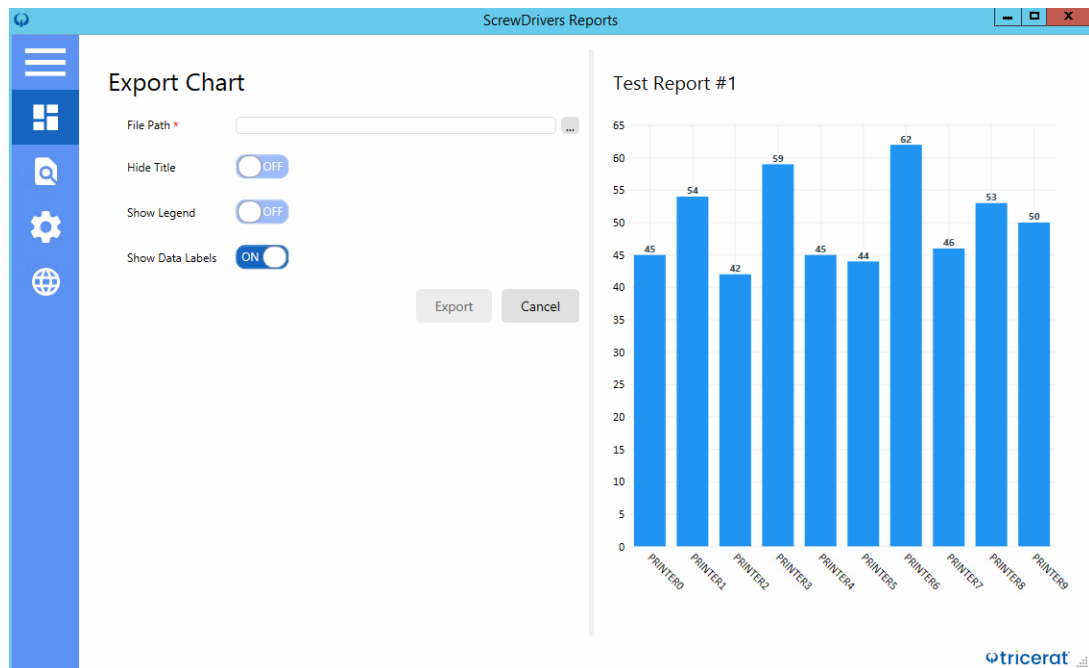 ScrewDrivers Reports
Export Chart
File Path *
...
Hide Title OFF
Show Legend OFF
Show Data Labels ON
Export Cancel
Test Report #1
65
60
55
50
45
40
35
30
25
20
15
10
5
0
45 54 42 59 45 44 62 46 53 50
PRINTER0 PRINTER1 PRINTER2 PRINTER3 PRINTER4 PRINTER5 PRINTER6 PRINTER7 PRINTER8 PRINTER9
tricerat